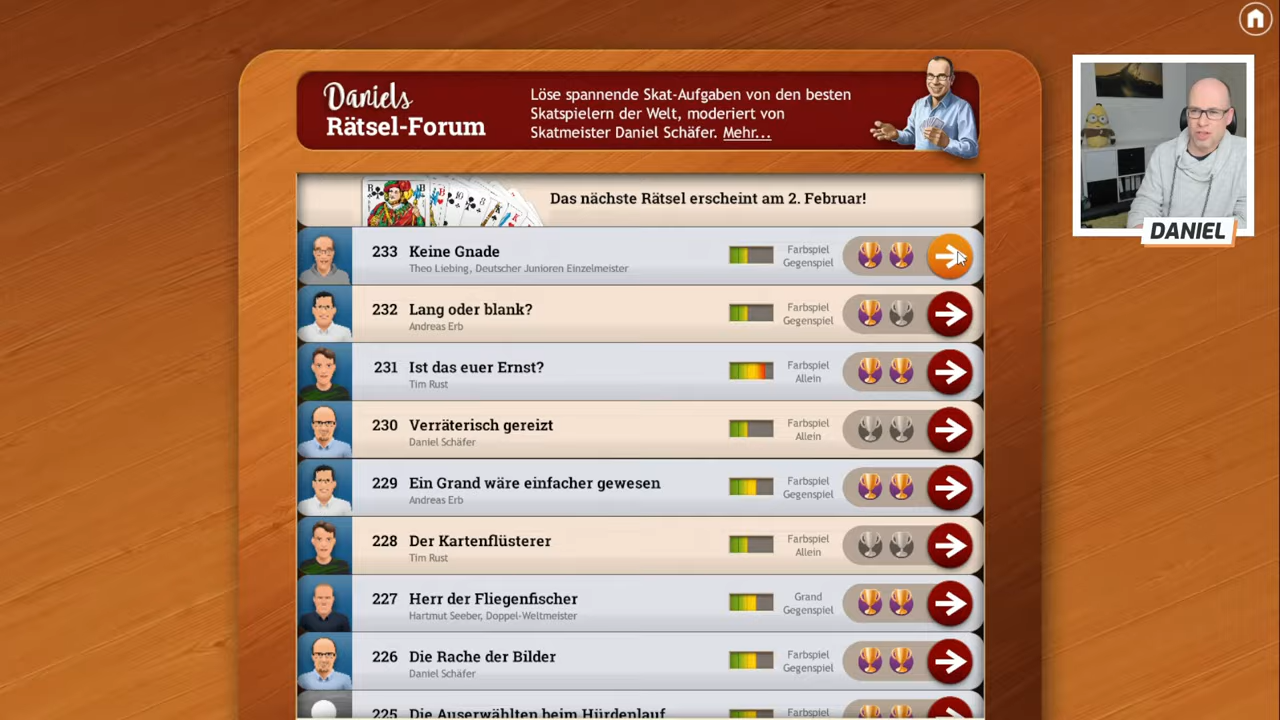 Daniels
Rätsel-Forum
Löse spannende Skat-Aufgaben von den besten
Skatspielern der Welt, moderiert von
Skatmeister Daniel Schäfer. Mehr...
DANIEL
Das nächste Rätsel erscheint am 2. Februar!
233 Keine Gnade
Theo Liebing, Deutscher Junioren Einzelmeister
Farbspiel
Gegenspiel
232 Lang oder blank?
Andreas Erb
Farbspiel
Gegenspiel
231 Ist das euer Ernst?
Tim Rust
Farbspiel
Allein
230 Verräterisch gereizt
Daniel Schäfer
Farbspiel
Allein
229 Ein Grand wäre einfacher gewesen
Andreas Erb
Farbspiel
Gegenspiel
228 Der Kartenflüsterer
Tim Rust
Farbspiel
Allein
227 Herr der Fliegenfischer
Hartmut Seeber, Doppel-Weltmeister
Grand
Gegenspiel
226 Die Rache der Bilder
Daniel Schäfer
Farbspiel
Gegenspiel
225 Die Auserwählten beim Hürdenlauf
Farbspiel